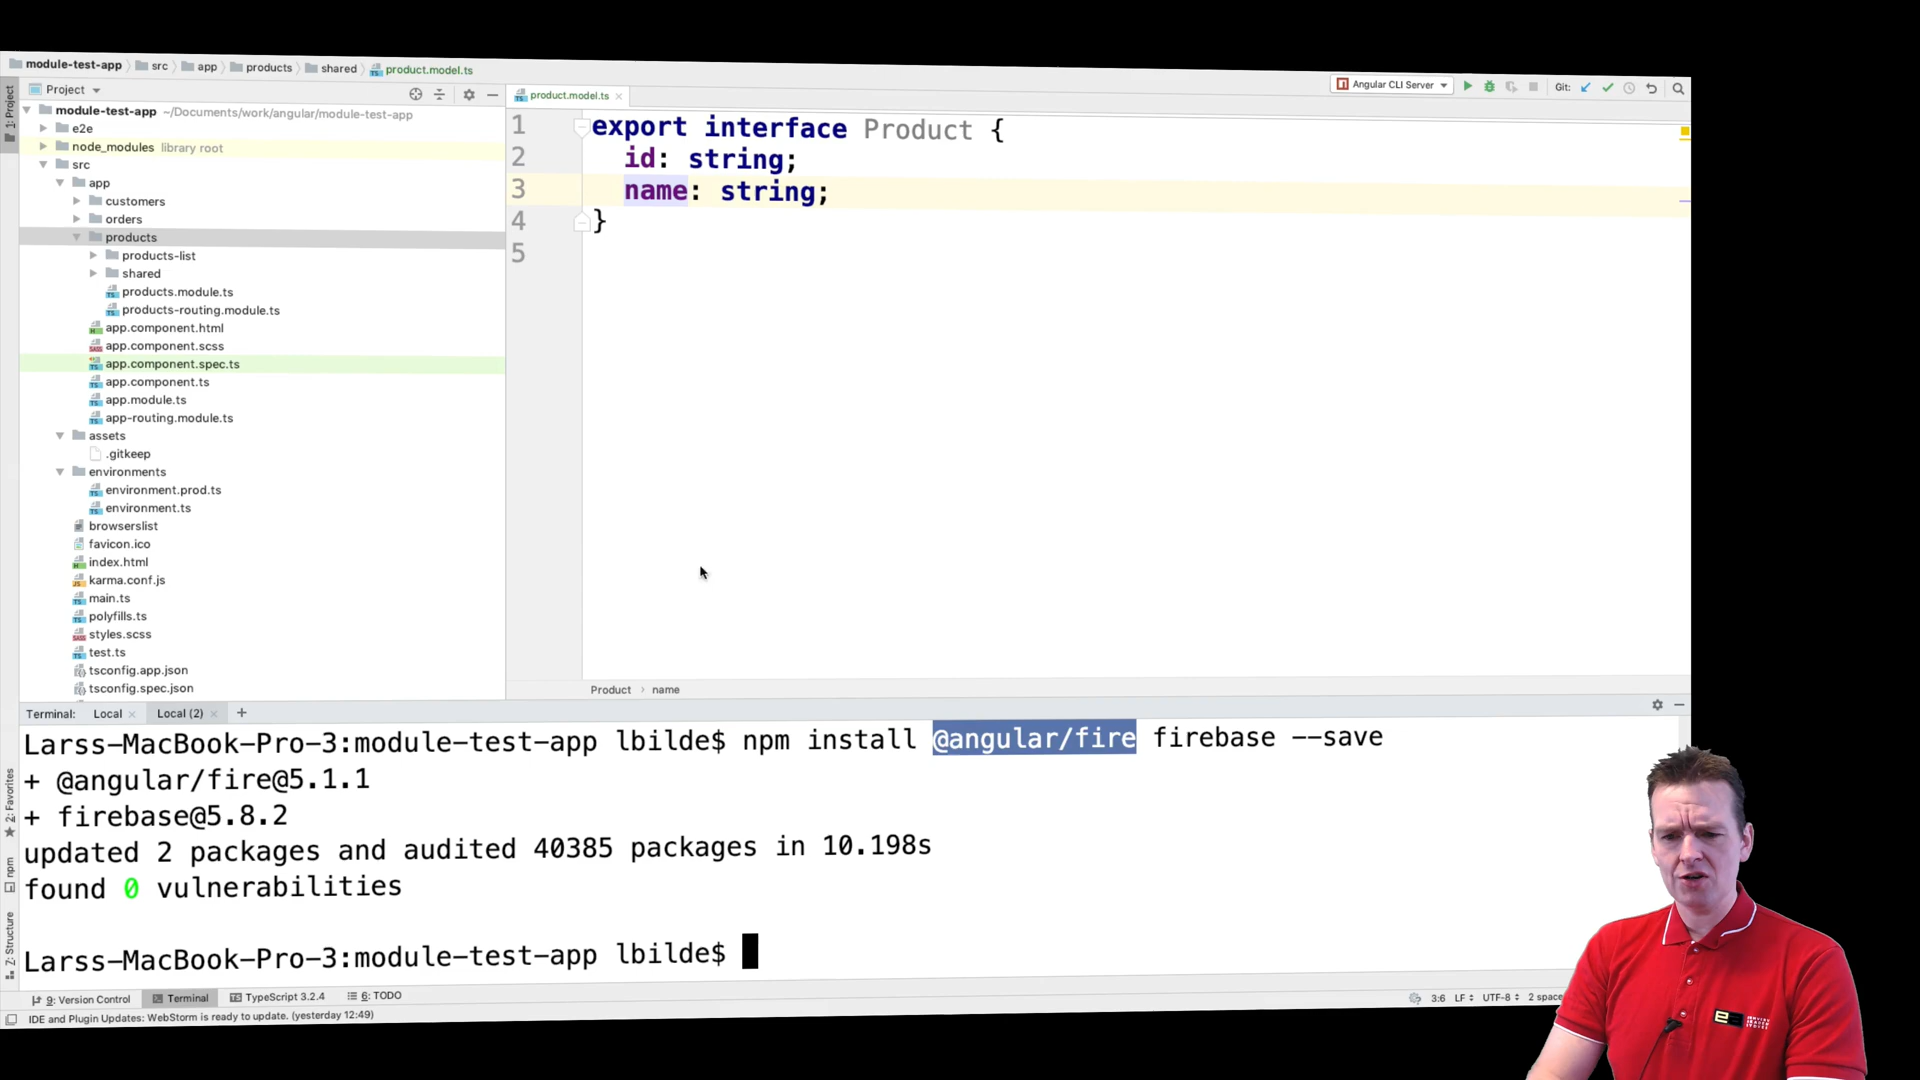 module-test-app src app products shared product.model.ts
Angular CLI Server Git:
1: Project
Project
product.model.ts
module-test-app ~/Documents/work/angular/module-test-app
e2e
node_modules library root
src
app
customers
orders
products
products-list
shared
products.module.ts
products-routing.module.ts
app.component.html
app.component.scss
app.component.spec.ts
app.component.ts
app.module.ts
app-routing.module.ts
assets
.gitkeep
environments
environment.prod.ts
environment.ts
browserslist
favicon.ico
index.html
karma.conf.js
main.ts
polyfills.ts
styles.scss
test.ts
tsconfig.app.json
tsconfig.spec.json
1 export interface Product {
2 id: string;
3 name: string;
4 }
5
Product › name
Terminal: Local Local (2)
Larss-MacBook-Pro-3:module-test-app lbilde$ npm install @angular/fire firebase --save
+ @angular/fire@5.1.1
+ firebase@5.8.2
updated 2 packages and audited 40385 packages in 10.198s
found 0 vulnerabilities
Larss-MacBook-Pro-3:module-test-app lbilde$
2: Favorites
npm
7: Structure
9: Version Control Terminal TypeScript 3.2.4 6: TODO
3:6 LF UTF-8 2 space
IDE and Plugin Updates: WebStorm is ready to update. (yesterday 12:49)